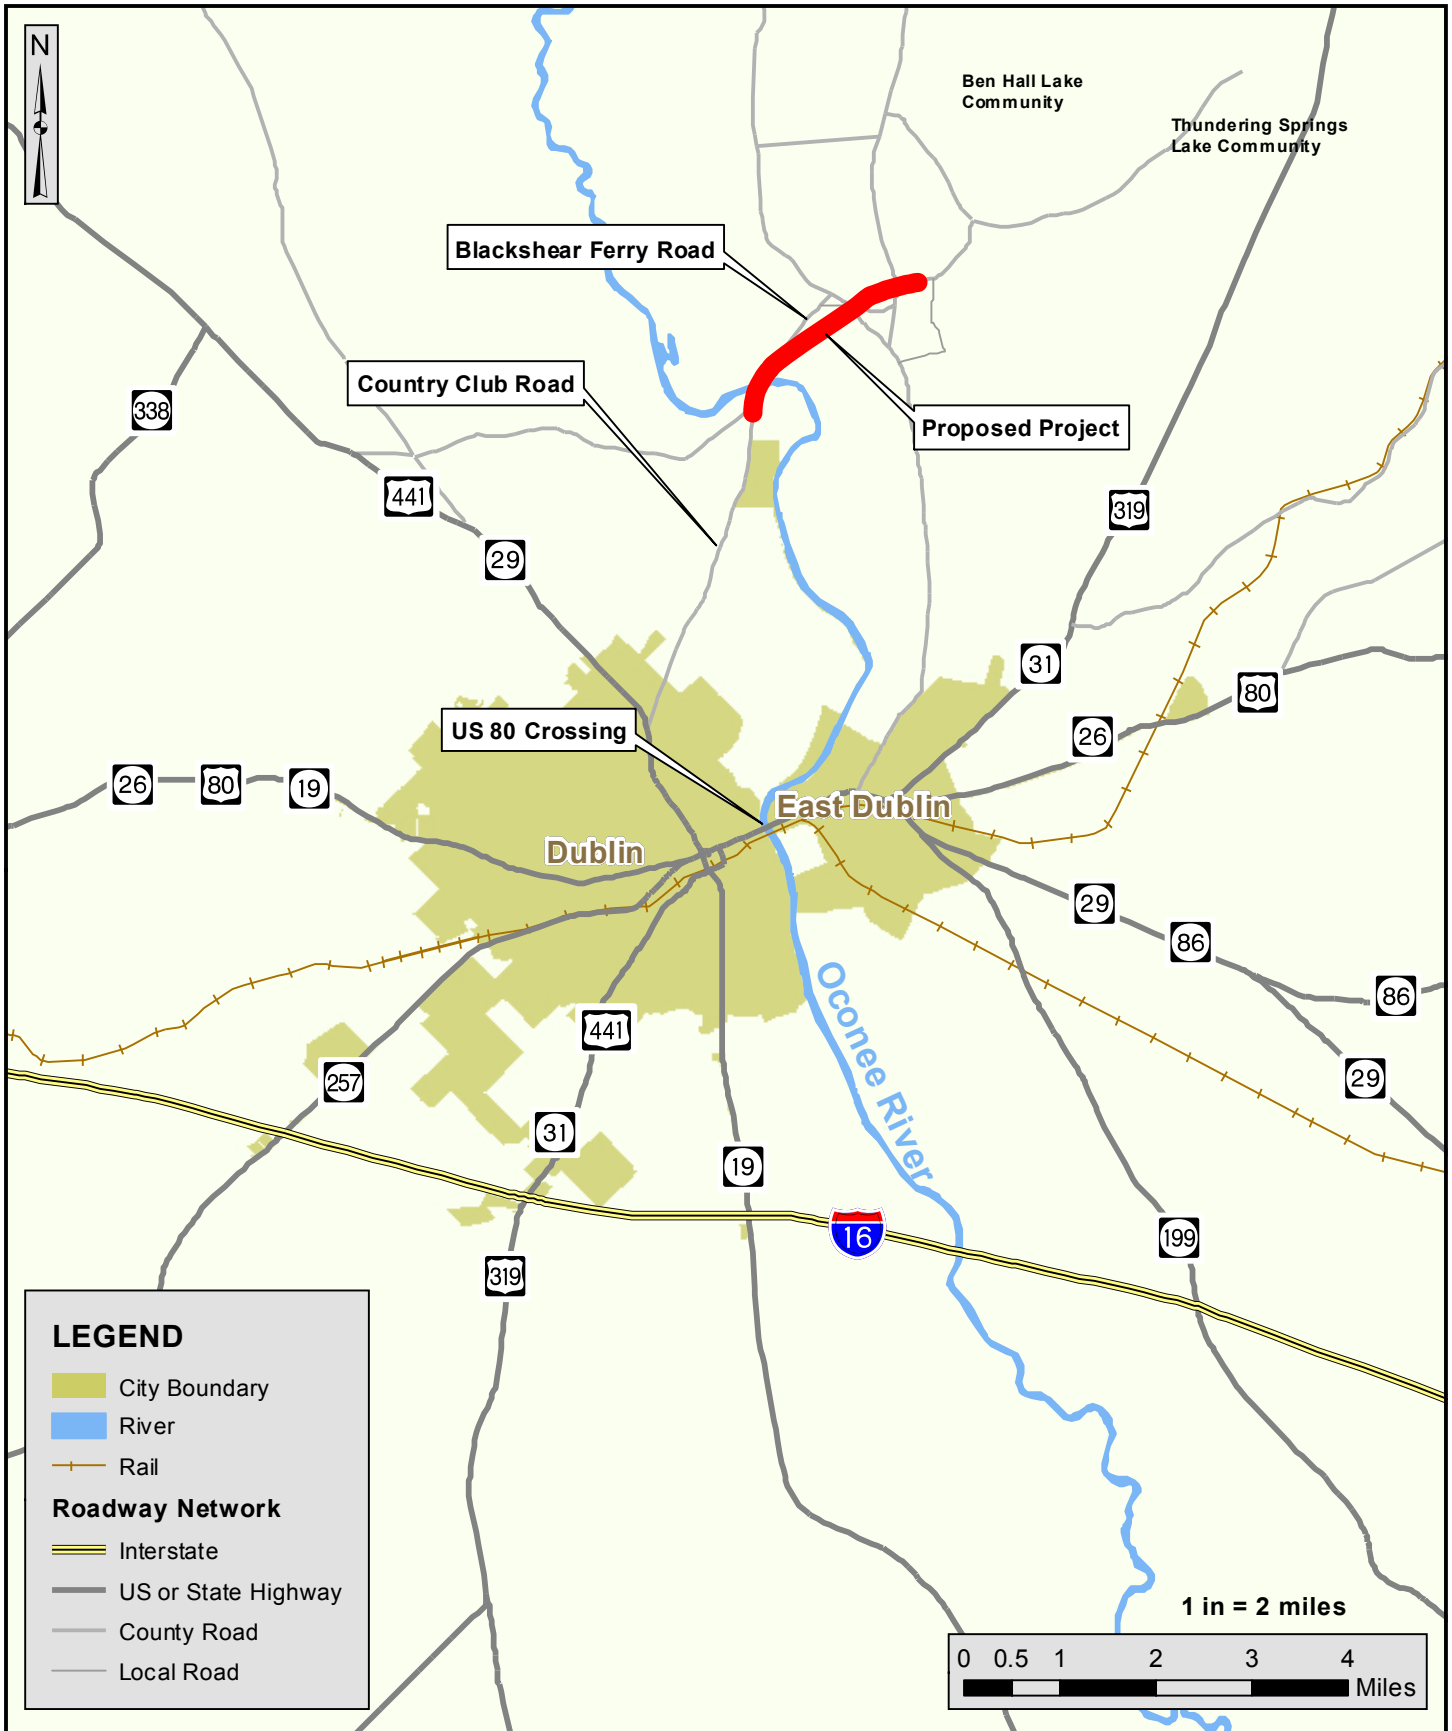 N
Ben Hall Lake
Community
Thundering Springs
Lake Community
Blackshear Ferry Road
Country Club Road
338
Proposed Project
441
319
29
31
80
US 80 Crossing
26
26
80
19
East Dublin
Dublin
29
86
86
Oconee River
441
29
257
31
19
16
199
319
LEGEND
City Boundary
River
Rail
Roadway Network
Interstate
US or State Highway
County Road
Local Road
1 in = 2 miles
0 0.5 1 2 3 4
Miles